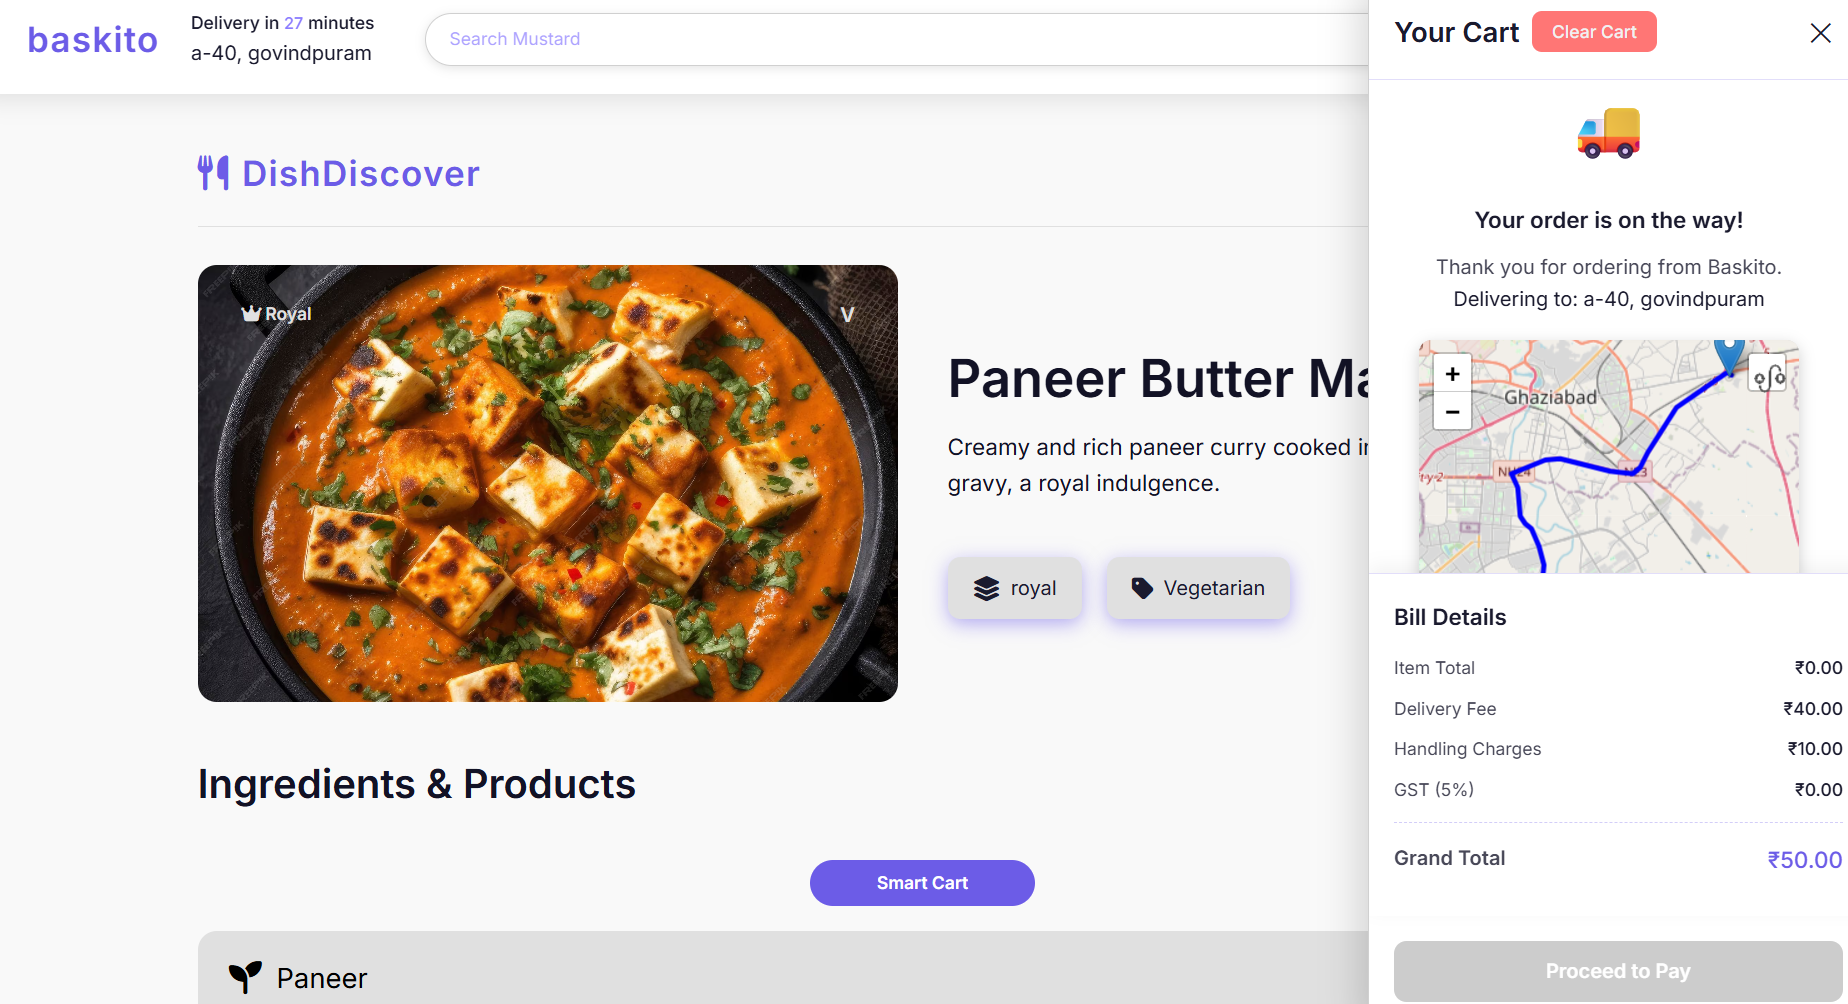 baskito
Delivery in 27 minutes
a-40, govindpuram
Search Mustard
DishDiscover
Royal
V
Paneer Butter Ma
Creamy and rich paneer curry cooked in
gravy, a royal indulgence.
royal
Vegetarian
Ingredients & Products
Smart Cart
Paneer
Your Cart
Clear Cart
Your order is on the way!
Thank you for ordering from Baskito.
Delivering to: a-40, govindpuram
+
−
Ghaziabad
Bill Details
Item Total ₹0.00
Delivery Fee ₹40.00
Handling Charges ₹10.00
GST (5%) ₹0.00
Grand Total ₹50.00
Proceed to Pay